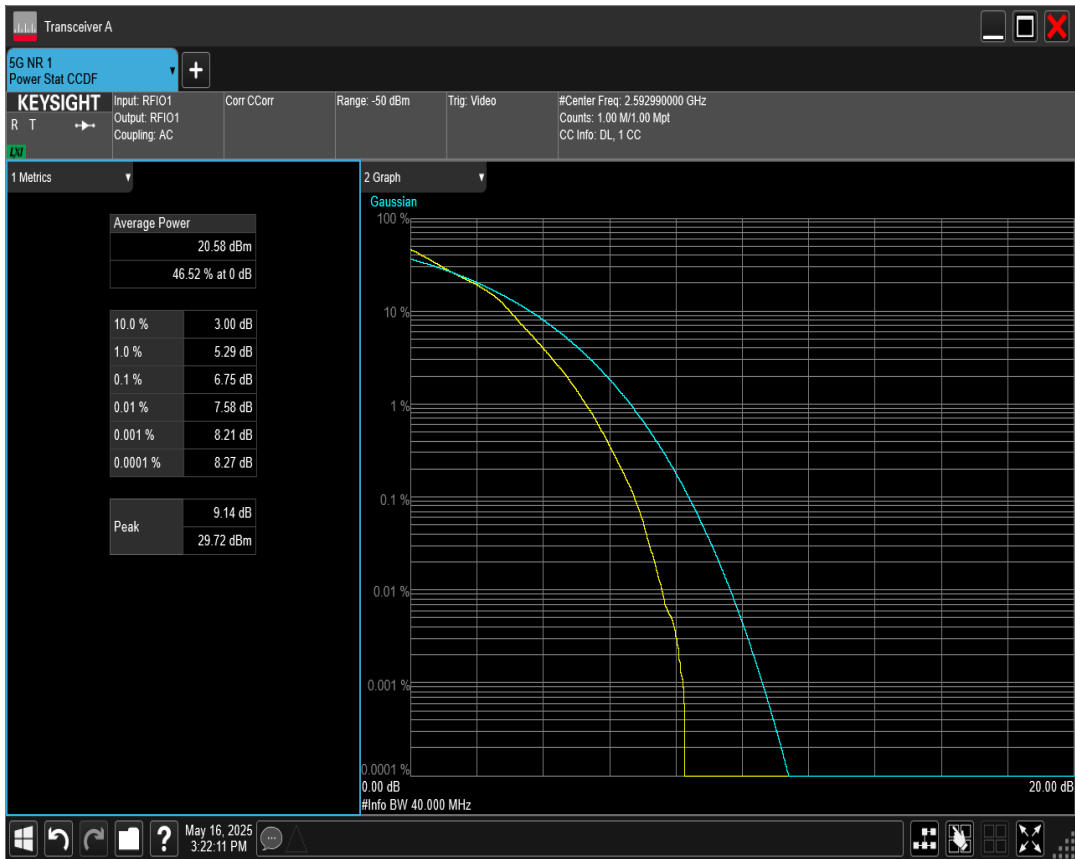 Transceiver A
5G NR 1
Power Stat CCDF
KEYSIGHT
R T
LXI
Input: RFIO1
Output: RFIO1
Coupling: AC
Corr CCorr
Range: -50 dBm
Trig: Video
#Center Freq: 2.592990000 GHz
Counts: 1.00 M/1.00 Mpt
CC Info: DL, 1 CC
1 Metrics
Average Power
20.58 dBm
46.52 % at 0 dB
10.0 % 3.00 dB
1.0 % 5.29 dB
0.1 % 6.75 dB
0.01 % 7.58 dB
0.001 % 8.21 dB
0.0001 % 8.27 dB
Peak
9.14 dB
29.72 dBm
2 Graph
Gaussian
100 %
10 %
1 %
0.1 %
0.01 %
0.001 %
0.0001 %
0.00 dB
20.00 dB
#Info BW 40.000 MHz
?
May 16, 2025
3:22:11 PM